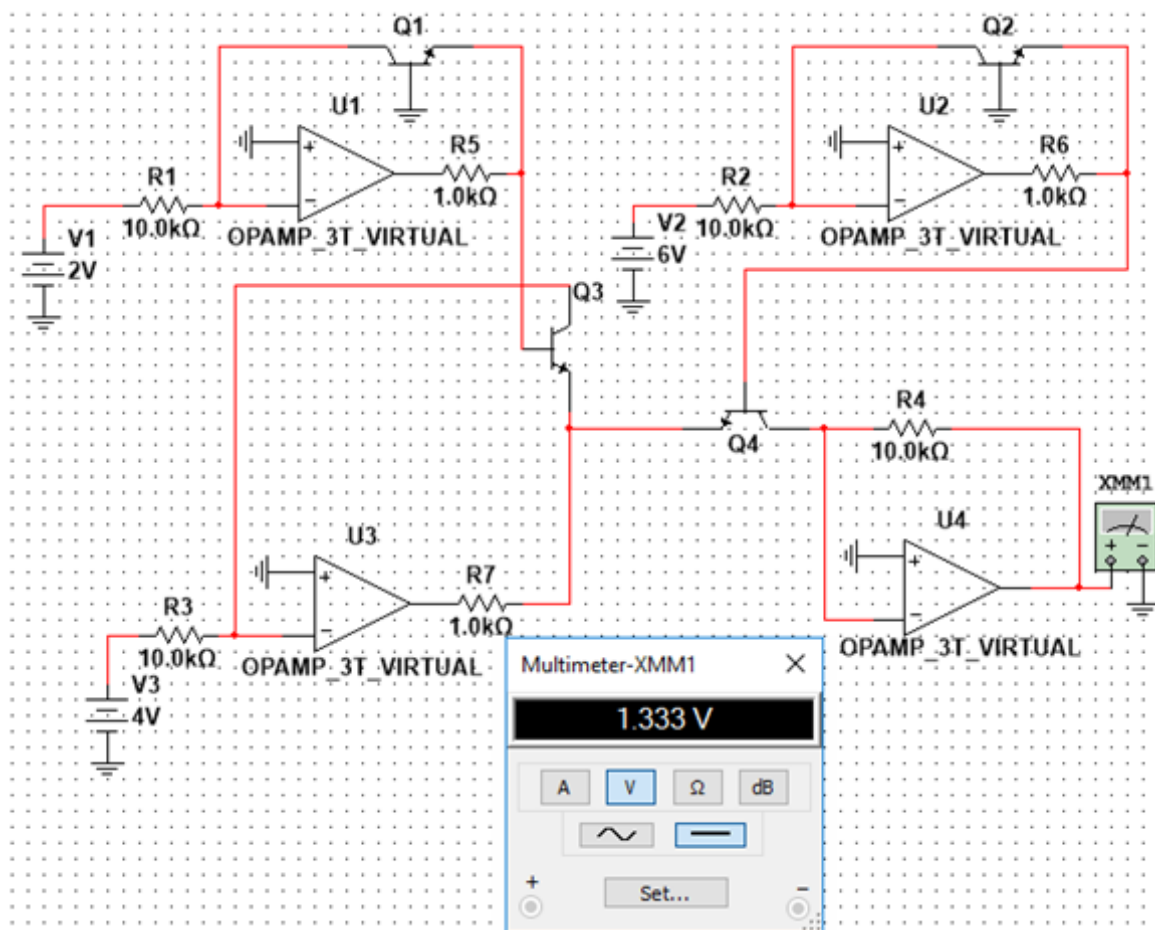 Q1
Q2
U1
U2
R5
1.0kΩ
R6
1.0kΩ
R1
10.0kΩ
R2
10.0kΩ
V1
2V
OPAMP_3T_VIRTUAL
V2
6V
OPAMP_3T_VIRTUAL
Q3
R4
10.0kΩ
Q4
XMM1
U3
U4
R7
1.0kΩ
R3
10.0kΩ
OPAMP_3T_VIRTUAL
OPAMP_3T_VIRTUAL
V3
4V
Multimeter-XMM1
1.333 V
A
V
Ω
dB
Set...